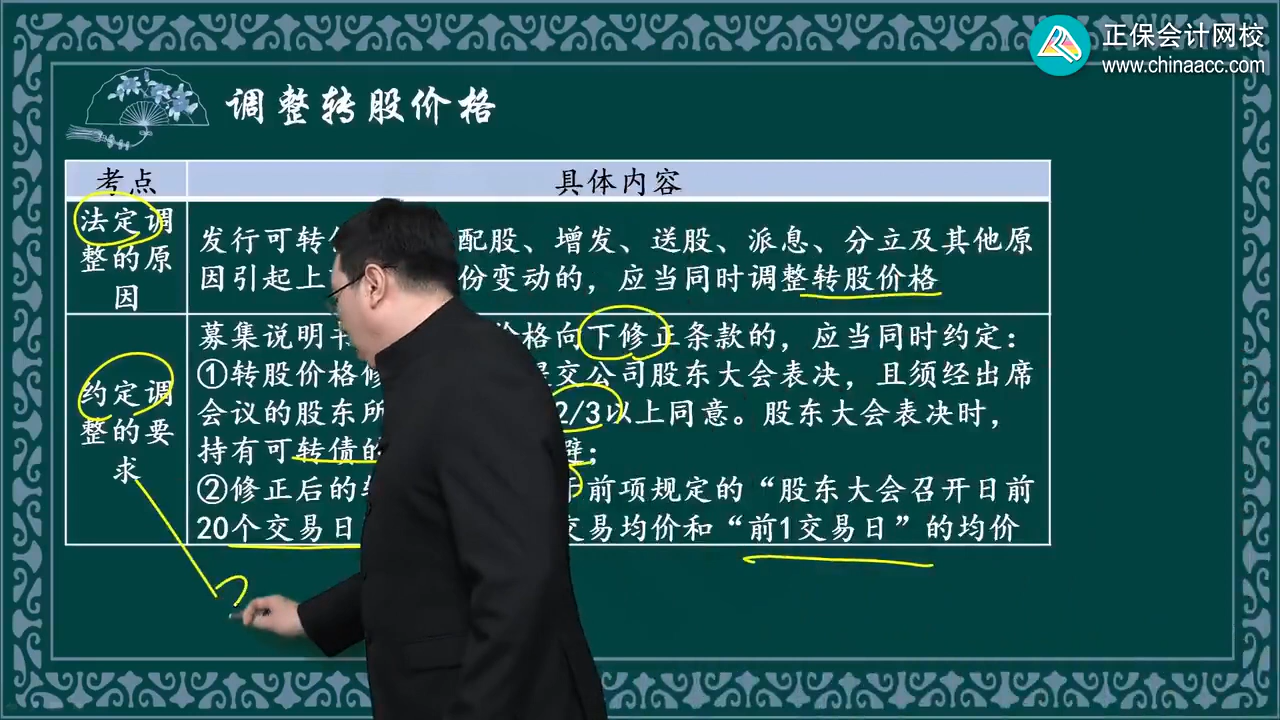 正保会计网校
www.chinaacc.com
调整转股价格
考点
具体内容
法定调
整的原
因
发行可转
配股、增发、送股、派息、分立及其他原
因引起上
份变动的，应当同时调整转股价格
约定调
整的要
求
募集说明
价格向下修正条款的，应当同时约定：
①转股价格修
提交公司股东大会表决，且须经出席
会议的股东所
2/3以上同意。股东大会表决时，
持有可转债的
避；
②修正后的
于前项规定的“股东大会召开日前
20个交易日
交易均价和“前1交易日”的均价